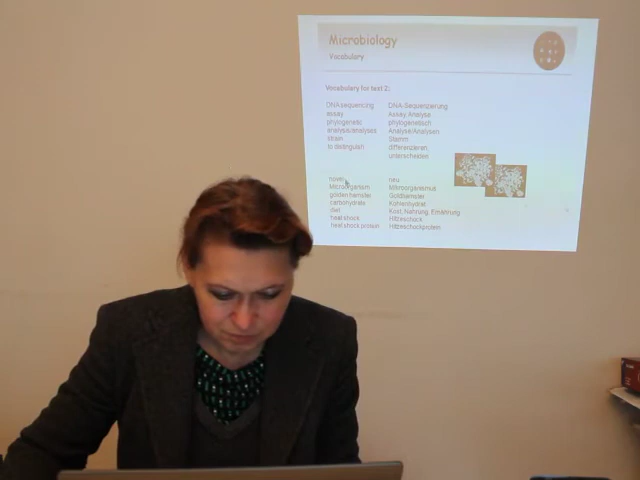 Microbiology
Vocabulary
Vocabulary for text 2:
DNA sequencing DNA-Sequenzierung
assay Assay, Analyse
phylogenetic phylogenetisch
analysis/analyses Analyse/Analysen
strain Stamm
to distinguish differenzieren,
unterscheiden
novel neu
Microorganism Mikroorganismus
golden hamster Goldhamster
carbohydrate Kohlenhydrat
diet Kost, Nahrung, Ernährung
heat shock Hitzeschock
heat shock protein Hitzeschockprotein